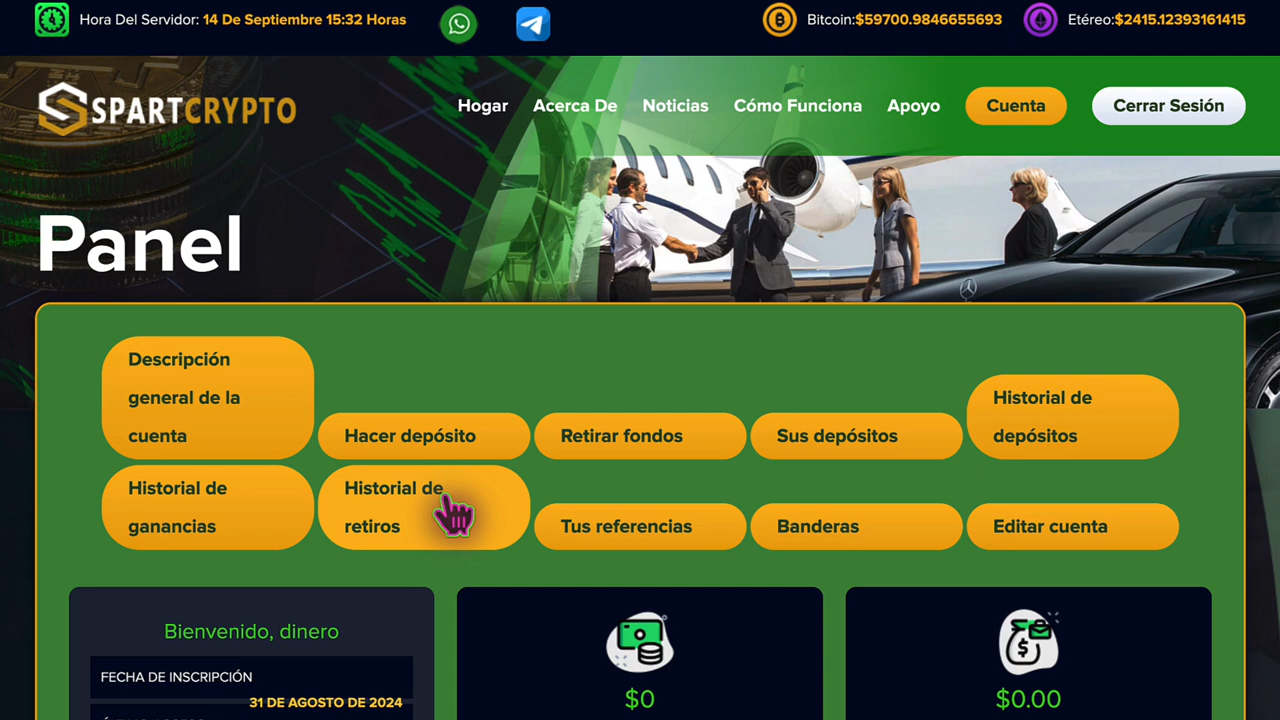 Hora Del Servidor: 14 De Septiembre 15:32 Horas
Bitcoin:$59700.9846655693
Etéreo:$2415.12393161415
SPARTCRYPTO
Hogar
Acerca De
Noticias
Cómo Funciona
Apoyo
Cuenta
Cerrar Sesión
Panel
Descripción
general de la
cuenta
Hacer depósito
Retirar fondos
Sus depósitos
Historial de
depósitos
Historial de
ganancias
Historial de
retiros
Tus referencias
Banderas
Editar cuenta
Bienvenido, dinero
FECHA DE INSCRIPCIÓN
31 DE AGOSTO DE 2024
$0
$0.00